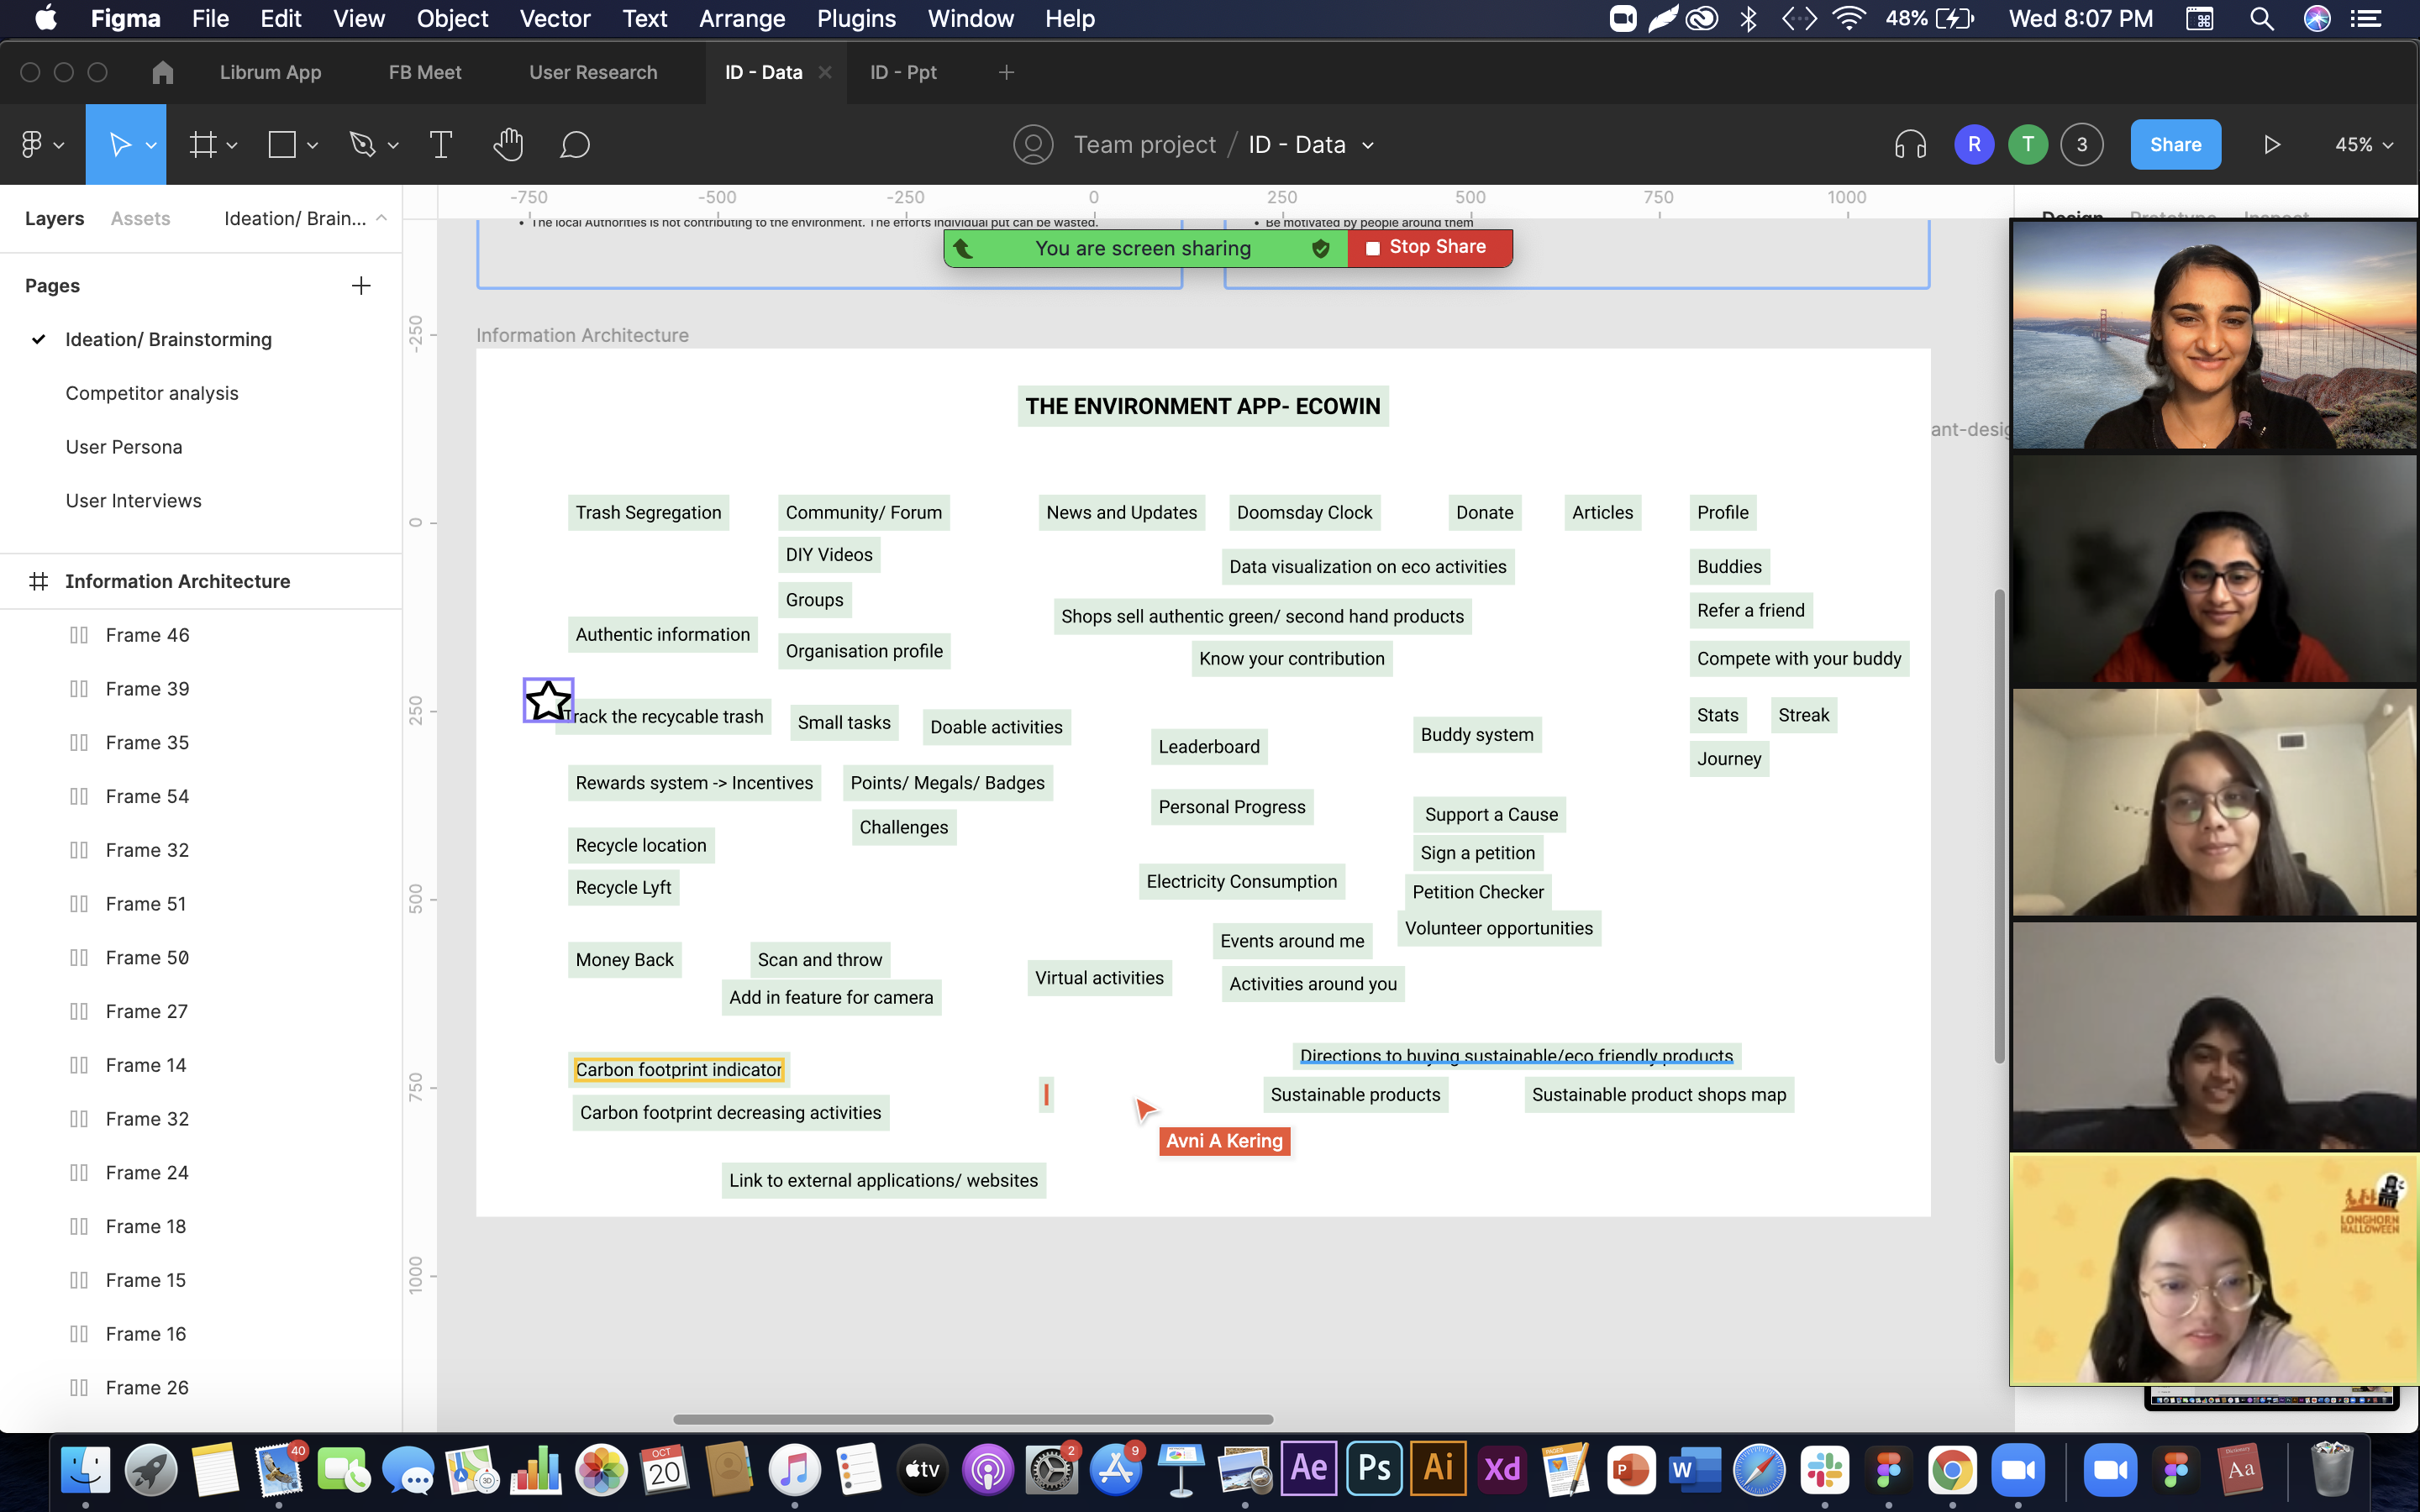 Figma File Edit View Object Vector Text Arrange Plugins Window Help 48% Wed 8:07 PM
Librum App FB Meet User Research ID - Data ID - Ppt
Team project / ID - Data R T 3 Share 45%
Layers Assets Ideation/ Brain...
Pages
Ideation/ Brainstorming
Competitor analysis
User Persona
User Interviews
Information Architecture
Frame 46
Frame 39
Frame 35
Frame 54
Frame 32
Frame 51
Frame 50
Frame 27
Frame 14
Frame 32
Frame 24
Frame 18
Frame 15
Frame 16
Frame 26
-750 -500 -250 0 250 500 750 1000
-250
0
250
500
750
1000
Design Prototype Inspect
• The local Authorities is not contributing to the environment. The efforts individual put can be wasted.
• Be motivated by people around them
You are screen sharing Stop Share
Information Architecture
THE ENVIRONMENT APP- ECOWIN
ant-desig
Trash Segregation Community/ Forum News and Updates Doomsday Clock Donate Articles Profile
DIY Videos
Data visualization on eco activities Buddies
Groups
Shops sell authentic green/ second hand products Refer a friend
Authentic information
Organisation profile
Know your contribution Compete with your buddy
Track the recycable trash Small tasks Doable activities
Stats Streak
Leaderboard Buddy system
Journey
Rewards system -> Incentives Points/ Megals/ Badges
Personal Progress Support a Cause
Challenges
Recycle location Sign a petition
Recycle Lyft Electricity Consumption Petition Checker
Volunteer opportunities
Events around me
Money Back Scan and throw
Virtual activities Activities around you
Add in feature for camera
Carbon footprint indicator Directions to buying sustainable/eco friendly products
Sustainable products Sustainable product shops map
Carbon footprint decreasing activities
Avni A Kering
Link to external applications/ websites
LONGHORN
HALLOWEEN
40 3D OCT 20 tv 2 9 Ae Ps Ai Xd PAGES P W Dictionary Aa